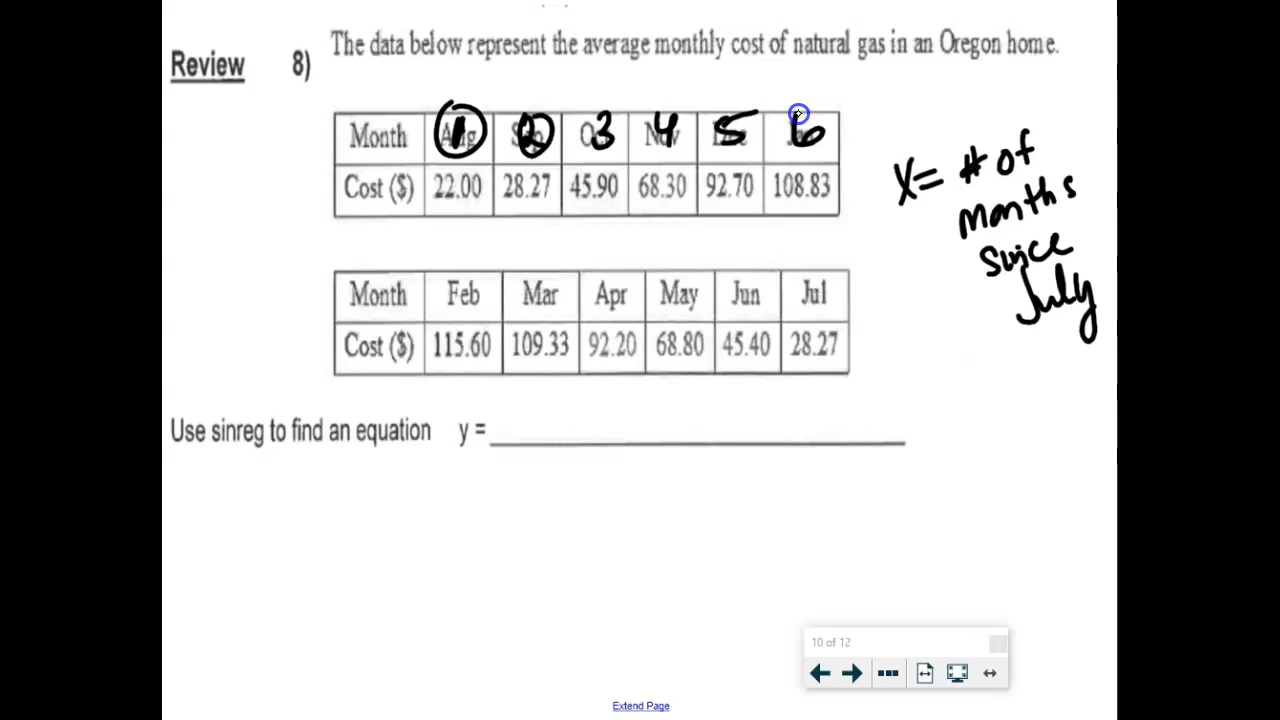 The data below represent the average monthly cost of natural gas in an Oregon home.
Review 8)
Month 1 2 3 4 5 6
Cost ($) 22.00 28.27 45.90 68.30 92.70 108.83
X = # of
months
since
July
Month Feb Mar Apr May Jun Jul
Cost ($) 115.60 109.33 92.20 68.80 45.40 28.27
Use sinreg to find an equation y =
10 of 12
Extend Page